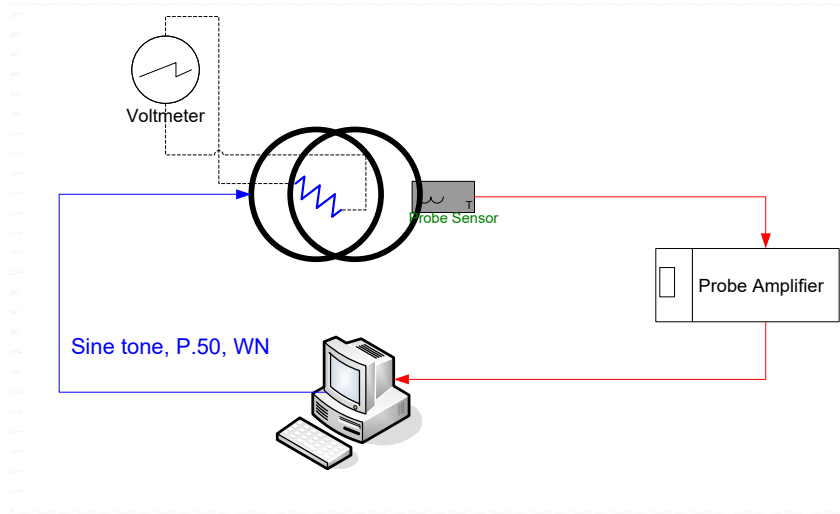 Voltmeter
T
Probe Sensor
Probe Amplifier
Sine tone, P.50, WN